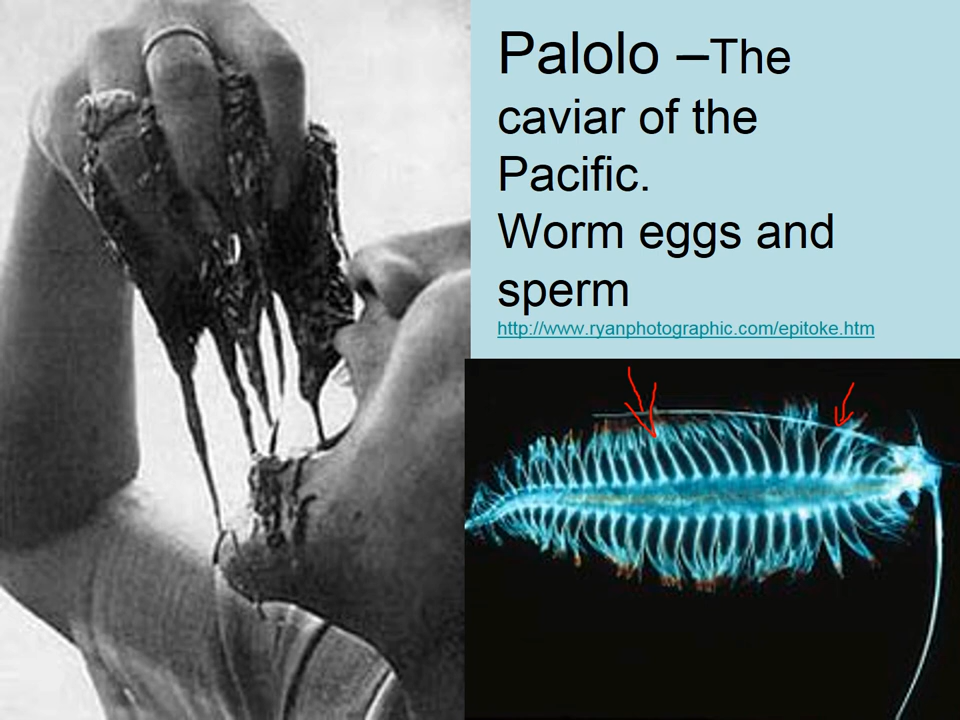 Palolo –The
caviar of the
Pacific.
Worm eggs and
sperm
http://www.ryanphotographic.com/epitoke.htm